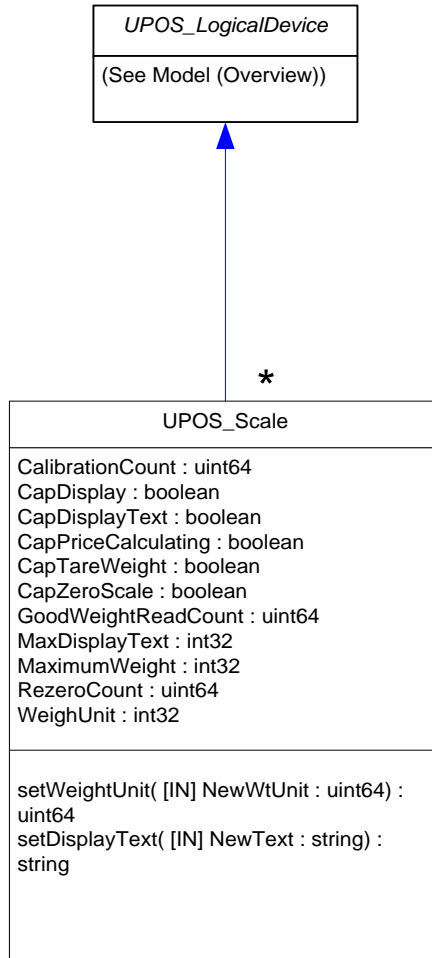 UPOS_LogicalDevice
(See Model (Overview))
*
UPOS_Scale
CalibrationCount : uint64
CapDisplay : boolean
CapDisplayText : boolean
CapPriceCalculating : boolean
CapTareWeight : boolean
CapZeroScale : boolean
GoodWeightReadCount : uint64
MaxDisplayText : int32
MaximumWeight : int32
RezeroCount : uint64
WeighUnit : int32
setWeightUnit( [IN] NewWtUnit : uint64) :
uint64
setDisplayText( [IN] NewText : string) :
string